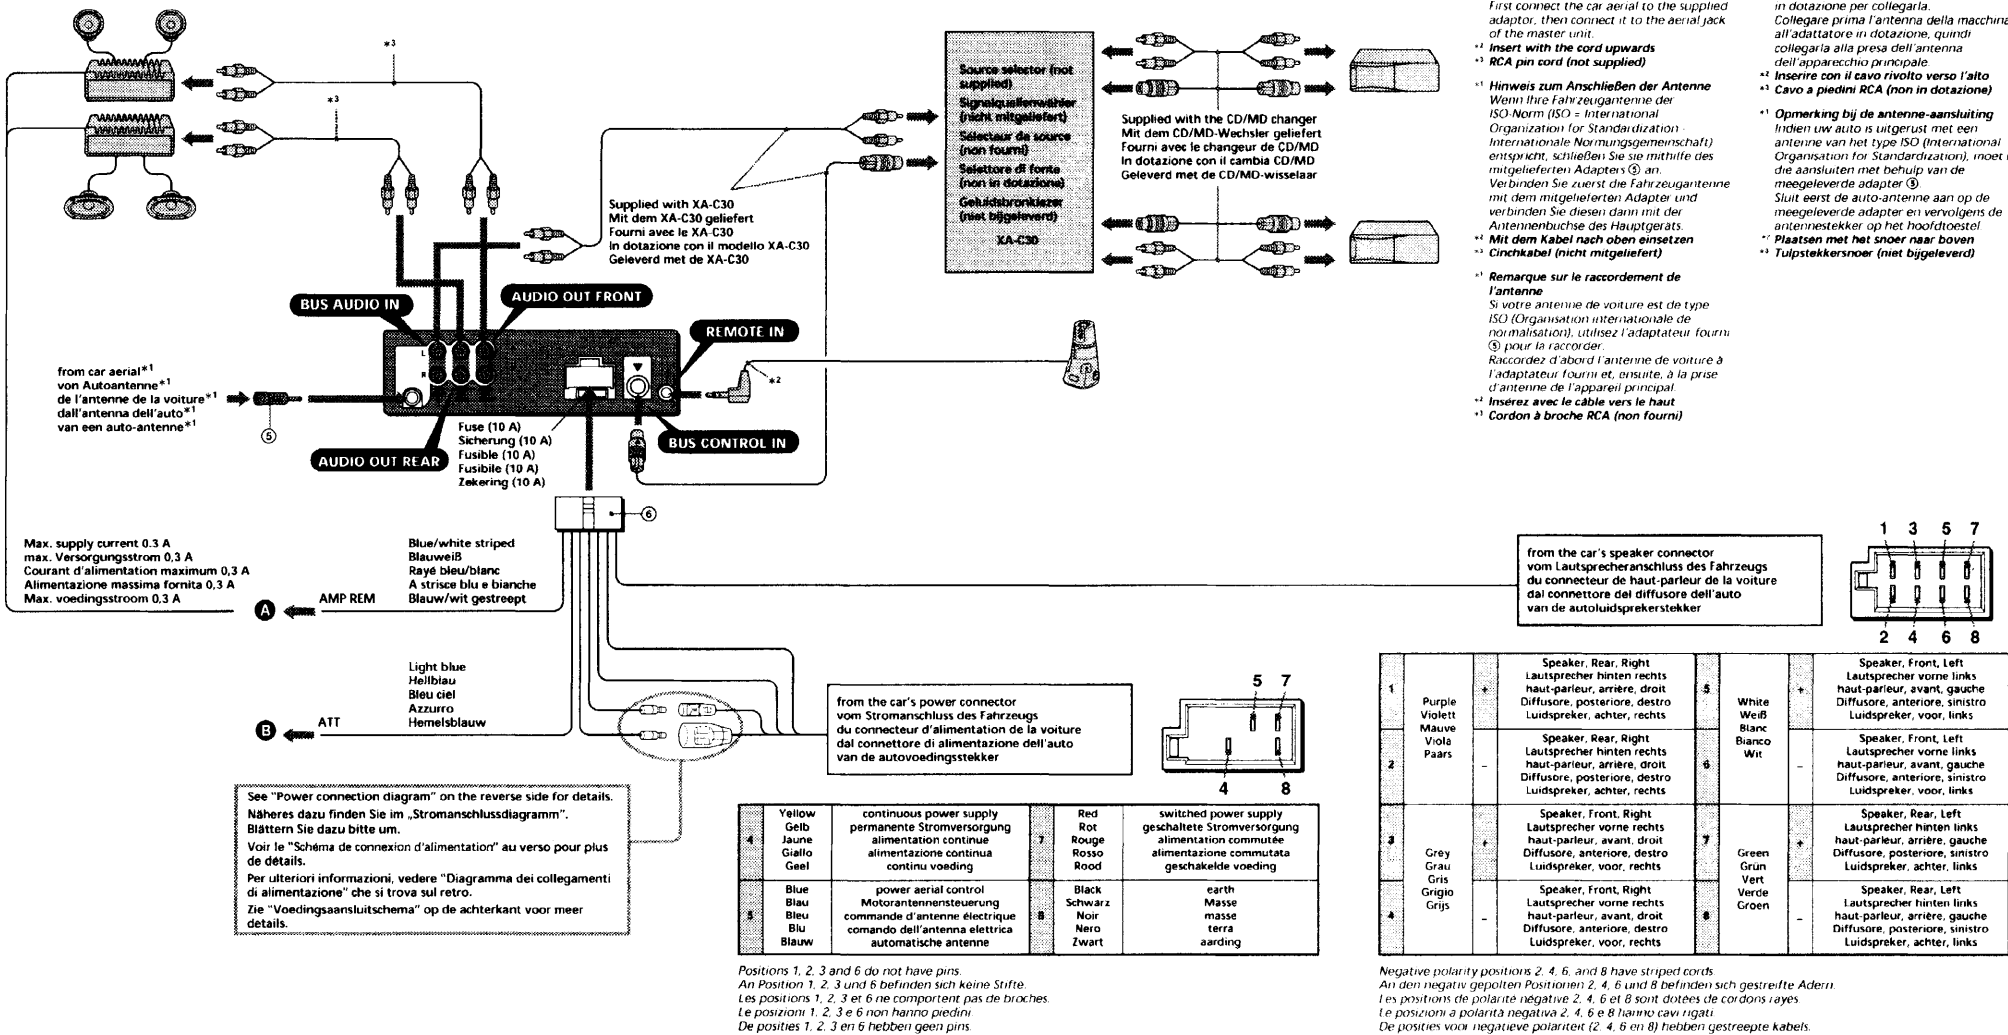 *3
*3
Source selector (not
supplied)
Signalquellenwähler
(nicht mitgeliefert)
Sélecteur de source
(non fourni)
Selettore di fonte
(non in dotazione)
Geluidsbronkiezer
(niet bijgeleverd)
XA-C30
Supplied with the CD/MD changer
Mit dem CD/MD-Wechsler geliefert
Fourni avec le changeur de CD/MD
In dotazione con il cambia CD/MD
Geleverd met de CD/MD-wisselaar
Supplied with XA-C30
Mit dem XA-C30 geliefert
Fourni avec le XA-C30
In dotazione con il modello XA-C30
Geleverd met de XA-C30
BUS AUDIO IN
AUDIO OUT FRONT
REMOTE IN
L
R
*2
from car aerial*1
von Autoantenne*1
de l'antenne de la voiture*1
dall'antenna dell'auto*1
van een auto-antenne*1
⑤
AUDIO OUT REAR
Fuse (10 A)
Sicherung (10 A)
Fusible (10 A)
Fusibile (10 A)
Zekering (10 A)
BUS CONTROL IN
⑥
First connect the car aerial to the supplied
adaptor, then connect it to the aerial jack
of the master unit.
*2 Insert with the cord upwards
*3 RCA pin cord (not supplied)
*1 Hinweis zum Anschließen der Antenne
Wenn Ihre Fahrzeugantenne der
ISO-Norm (ISO = International
Organization for Standardization -
Internationale Normungsgemeinschaft)
entspricht, schließen Sie sie mithilfe des
mitgelieferten Adapters ⑤ an.
Verbinden Sie zuerst die Fahrzeugantenne
mit dem mitgelieferten Adapter und
verbinden Sie diesen dann mit der
Antennenbuchse des Hauptgeräts.
*2 Mit dem Kabel nach oben einsetzen
*3 Cinchkabel (nicht mitgeliefert)
*1 Remarque sur le raccordement de
l'antenne
Si votre antenne de voiture est de type
ISO (Organisation internationale de
normalisation), utilisez l'adaptateur fourni
⑤ pour la raccorder.
Raccordez d'abord l'antenne de voiture à
l'adaptateur fourni et, ensuite, à la prise
d'antenne de l'appareil principal.
*2 Insérez avec le câble vers le haut
*3 Cordon à broche RCA (non fourni)
in dotazione per collegarla.
Collegare prima l'antenna della macchina
all'adattatore in dotazione, quindi
collegarla alla presa dell'antenna
dell'apparecchio principale.
*2 Inserire con il cavo rivolto verso l'alto
*3 Cavo a piedini RCA (non in dotazione)
*1 Opmerking bij de antenne-aansluiting
Indien uw auto is uitgerust met een
antenne van het type ISO (International
Organisation for Standardization), moet
die aansluiten met behulp van de
meegeleverde adapter ⑤.
Sluit eerst de auto-antenne aan op de
meegeleverde adapter en vervolgens de
antennestekker op het hoofdtoestel
*2 Plaatsen met het snoer naar boven
*3 Tulpstekkersnoer (niet bijgeleverd)
Max. supply current 0.3 A
max. Versorgungsstrom 0,3 A
Courant d'alimentation maximum 0,3 A
Alimentazione massima fornita 0,3 A
Max. voedingsstroom 0,3 A
Blue/white striped
Blauweiß
Rayé bleu/blanc
A strisce blu e bianche
Blauw/wit gestreept
A
AMP REM
Light blue
Hellblau
Bleu ciel
Azzurro
Hemelsblauw
B
ATT
See "Power connection diagram" on the reverse side for details.
Näheres dazu finden Sie im „Stromanschlussdiagramm".
Blättern Sie dazu bitte um.
Voir le "Schéma de connexion d'alimentation" au verso pour plus
de détails.
Per ulteriori informazioni, vedere "Diagramma dei collegamenti
di alimentazione" che si trova sul retro.
Zie "Voedingsaansluitschema" op de achterkant voor meer
details.
from the car's power connector
vom Stromanschluss des Fahrzeugs
du connecteur d'alimentation de la voiture
dal connettore di alimentazione dell'auto
van de autovoedingsstekker
5 7
4 8
4 Yellow continuous power supply 7 Red switched power supply
Gelb permanente Stromversorgung Rot geschaltete Stromversorgung
Jaune alimentation continue Rouge alimentation commutée
Giallo alimentazione continua Rosso alimentazione commutata
Geel continu voeding Rood geschakelde voeding
5 Blue power aerial control 8 Black earth
Blau Motorantennensteuerung Schwarz Masse
Bleu commande d'antenne électrique Noir masse
Blu comando dell'antenna elettrica Nero terra
Blauw automatische antenne Zwart aarding
Positions 1, 2, 3 and 6 do not have pins.
An Position 1, 2, 3 und 6 befinden sich keine Stifte.
Les positions 1, 2, 3 et 6 ne comportent pas de broches.
Le posizioni 1, 2, 3 e 6 non hanno piedini.
De posities 1, 2, 3 en 6 hebben geen pins.
from the car's speaker connector
vom Lautsprecheranschluss des Fahrzeugs
du connecteur de haut-parleur de la voiture
dal connettore del diffusore dell'auto
van de autoluidsprekerstekker
1 3 5 7
2 4 6 8
Purple
Violett
Mauve
Viola
Paars
1 + Speaker, Rear, Right
Lautsprecher hinten rechts
haut-parleur, arrière, droit
Diffusore, posteriore, destro
Luidspreker, achter, rechts
2 – Speaker, Rear, Right
Lautsprecher hinten rechts
haut-parleur, arrière, droit
Diffusore, posteriore, destro
Luidspreker, achter, rechts
Grey
Grau
Gris
Grigio
Grijs
3 + Speaker, Front, Right
Lautsprecher vorne rechts
haut-parleur, avant, droit
Diffusore, anteriore, destro
Luidspreker, voor, rechts
4 – Speaker, Front, Right
Lautsprecher vorne rechts
haut-parleur, avant, droit
Diffusore, anteriore, destro
Luidspreker, voor, rechts
White
Weiß
Blanc
Bianco
Wit
5 + Speaker, Front, Left
Lautsprecher vorne links
haut-parleur, avant, gauche
Diffusore, anteriore, sinistro
Luidspreker, voor, links
6 – Speaker, Front, Left
Lautsprecher vorne links
haut-parleur, avant, gauche
Diffusore, anteriore, sinistro
Luidspreker, voor, links
Green
Grün
Vert
Verde
Groen
7 + Speaker, Rear, Left
Lautsprecher hinten links
haut-parleur, arrière, gauche
Diffusore, posteriore, sinistro
Luidspreker, achter, links
8 – Speaker, Rear, Left
Lautsprecher hinten links
haut-parleur, arrière, gauche
Diffusore, posteriore, sinistro
Luidspreker, achter, links
Negative polarity positions 2, 4, 6, and 8 have striped cords.
An den negativ gepolten Positionen 2, 4, 6 und 8 befinden sich gestreifte Adern.
Les positions de polarité négative 2, 4, 6 et 8 sont dotées de cordons rayés.
Le posizioni a polarità negativa 2, 4, 6 e 8 hanno cavi rigati.
De posities voor negatieve polariteit (2, 4, 6 en 8) hebben gestreepte kabels.